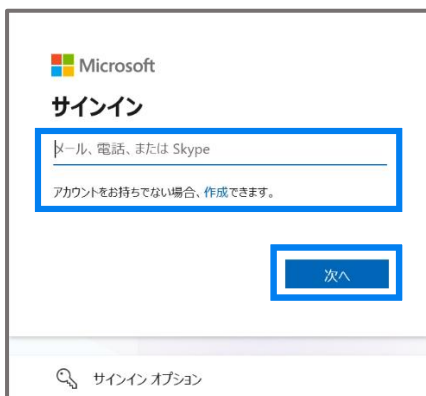 Microsoft
サインイン
メール、電話、または Skype
アカウントをお持ちでない場合、作成できます。
次へ
サインイン オプション